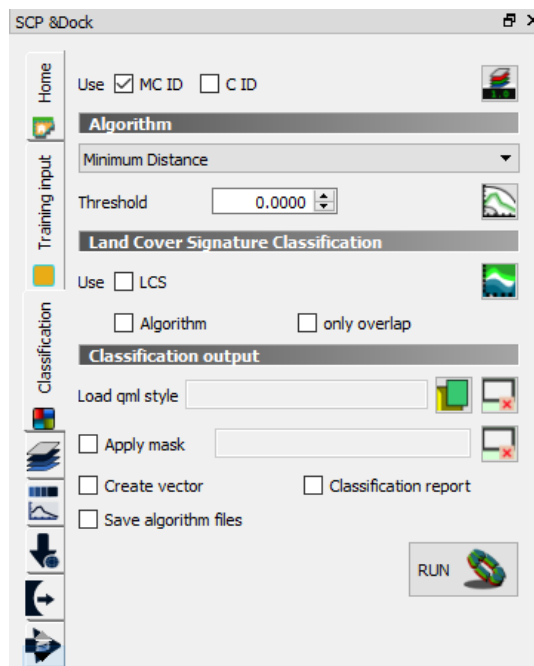 SCP &Dock
Home
Use MC ID C ID
Algorithm
Minimum Distance
Training input
Threshold 0.0000
Land Cover Signature Classification
Use LCS
Algorithm only overlap
Classification
Classification output
Load qml style
Apply mask
Create vector Classification report
Save algorithm files
RUN